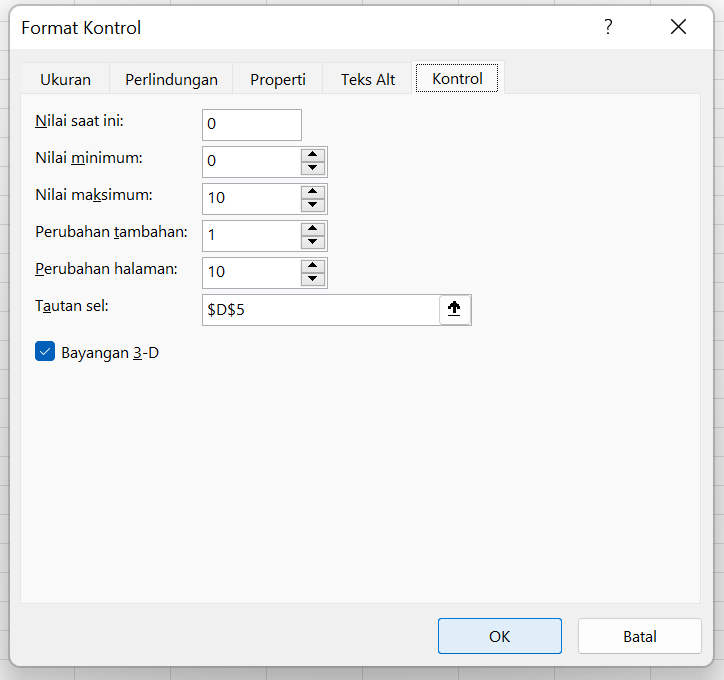 Format Kontrol ?
Ukuran Perlindungan Properti Teks Alt Kontrol
Nilai saat ini: 0
Nilai minimum: 0
Nilai maksimum: 10
Perubahan tambahan: 1
Perubahan halaman: 10
Tautan sel: $D$5
Bayangan 3-D
OK Batal